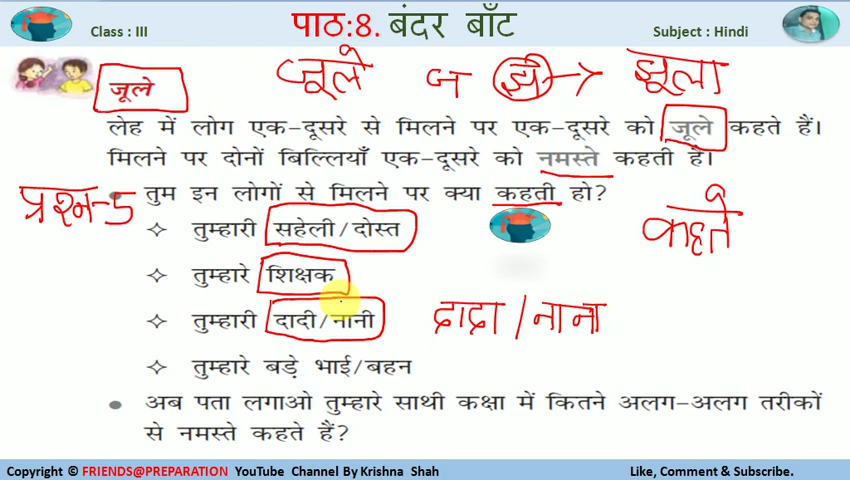 Class : III
पाठ:8. बंदर बाँट
Subject : Hindi
जूले
जूले ज झ झूला
लेह में लोग एक-दूसरे से मिलने पर एक-दूसरे को जूले कहते हैं।
मिलने पर दोनों बिल्लियाँ एक-दूसरे को नमस्ते कहती हैं।
प्रश्न-5
• तुम इन लोगों से मिलने पर क्या कहती हो?
कहते
✧ तुम्हारी सहेली/दोस्त
✧ तुम्हारे शिक्षक
✧ तुम्हारी दादी/नानी
दादा/नाना
✧ तुम्हारे बड़े भाई/बहन
• अब पता लगाओ तुम्हारे साथी कक्षा में कितने अलग-अलग तरीकों
से नमस्ते कहते हैं?
Copyright © FRIENDS@PREPARATION YouTube Channel By Krishna Shah
Like, Comment & Subscribe.